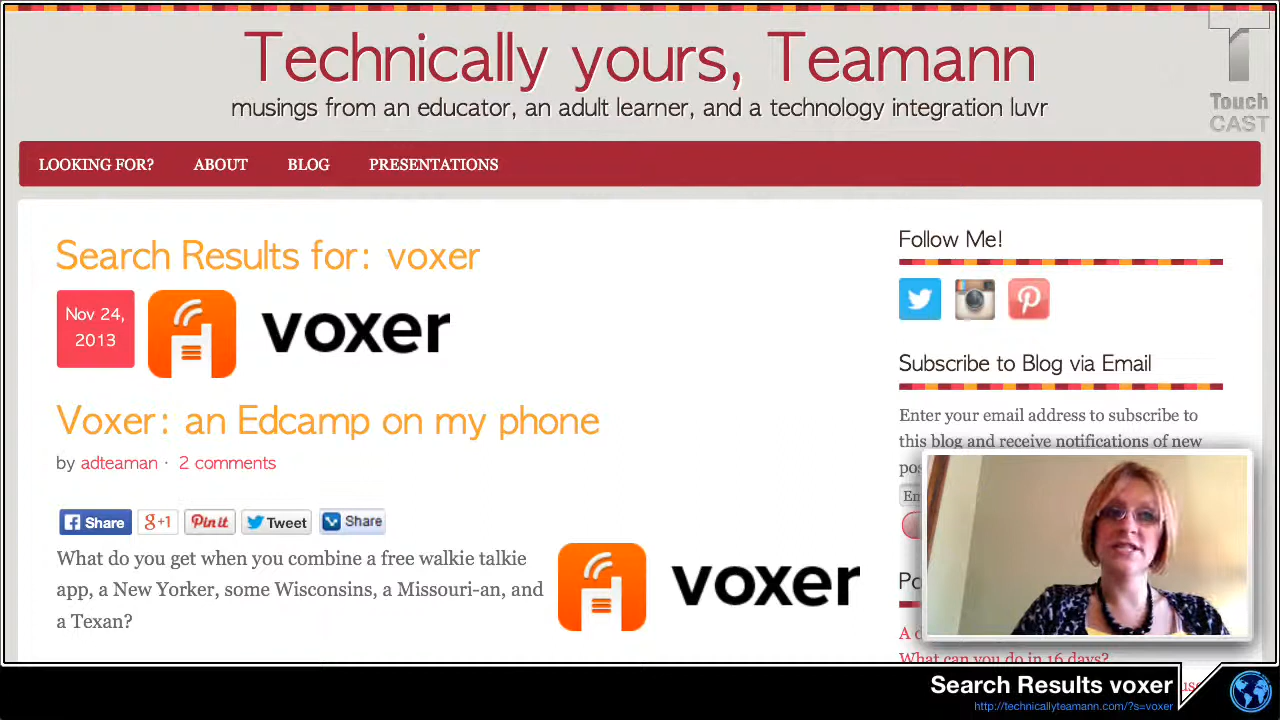 Technically yours, Teamann
musings from an educator, an adult learner, and a technology integration luvr
Touch
CAST
LOOKING FOR? ABOUT BLOG PRESENTATIONS
Search Results for: voxer
Nov 24,
2013
voxer
Voxer: an Edcamp on my phone
by adteaman · 2 comments
Share g+1 Pin it Tweet Share
What do you get when you combine a free walkie talkie
app, a New Yorker, some Wisconsins, a Missouri-an, and
a Texan?
voxer
Follow Me!
Subscribe to Blog via Email
Enter your email address to subscribe to
this blog and receive notifications of new
What can you do in 16 days?
Search Results voxer
http://technicallyteamann.com/?s=voxer